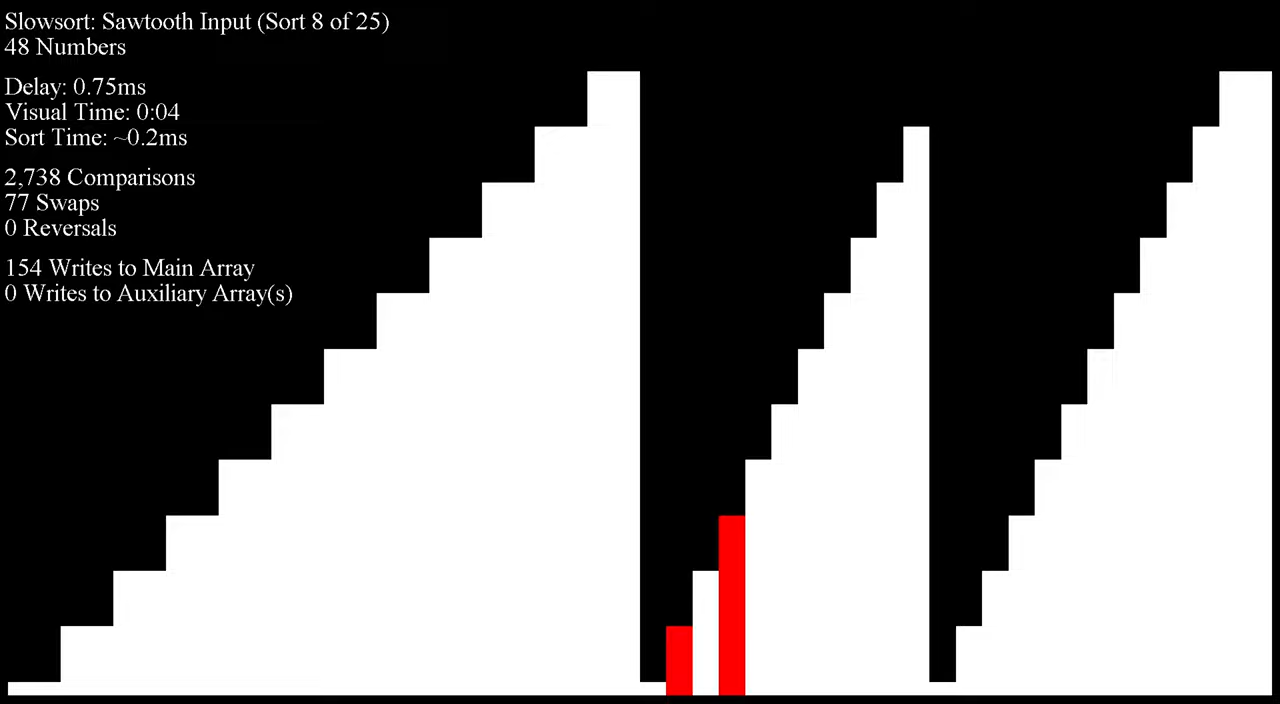 Slowsort: Sawtooth Input (Sort 8 of 25)
48 Numbers
Delay: 0.75ms
Visual Time: 0:04
Sort Time: ~0.2ms
2,738 Comparisons
77 Swaps
0 Reversals
154 Writes to Main Array
0 Writes to Auxiliary Array(s)